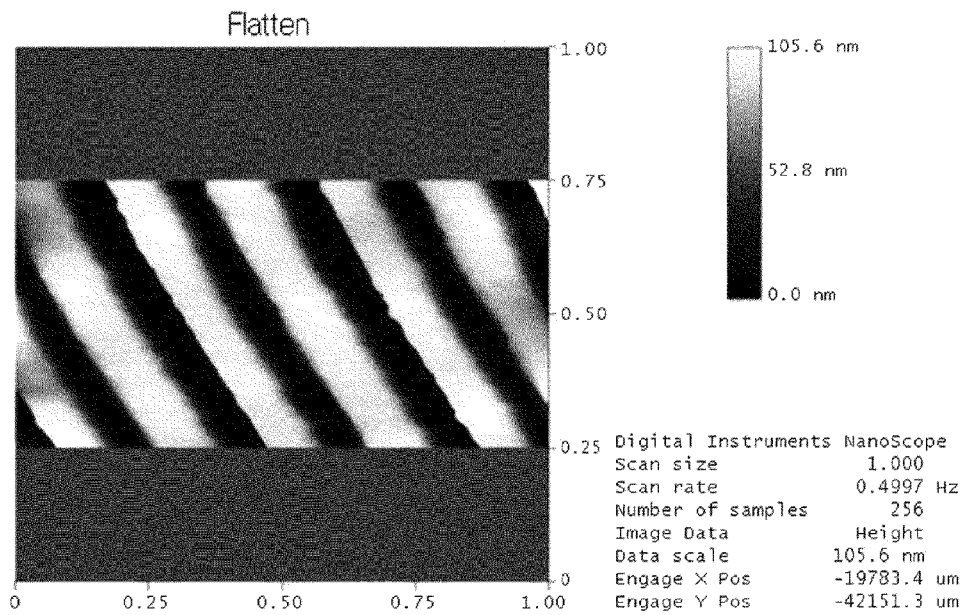 Flatten
1.00
0.75
0.50
0.25
0
0 0.25 0.50 0.75 1.00
105.6 nm
52.8 nm
0.0 nm
Digital Instruments NanoScope
Scan size 1.000
Scan rate 0.4997 Hz
Number of samples 256
Image Data Height
Data scale 105.6 nm
Engage X Pos -19783.4 um
Engage Y Pos -42151.3 um